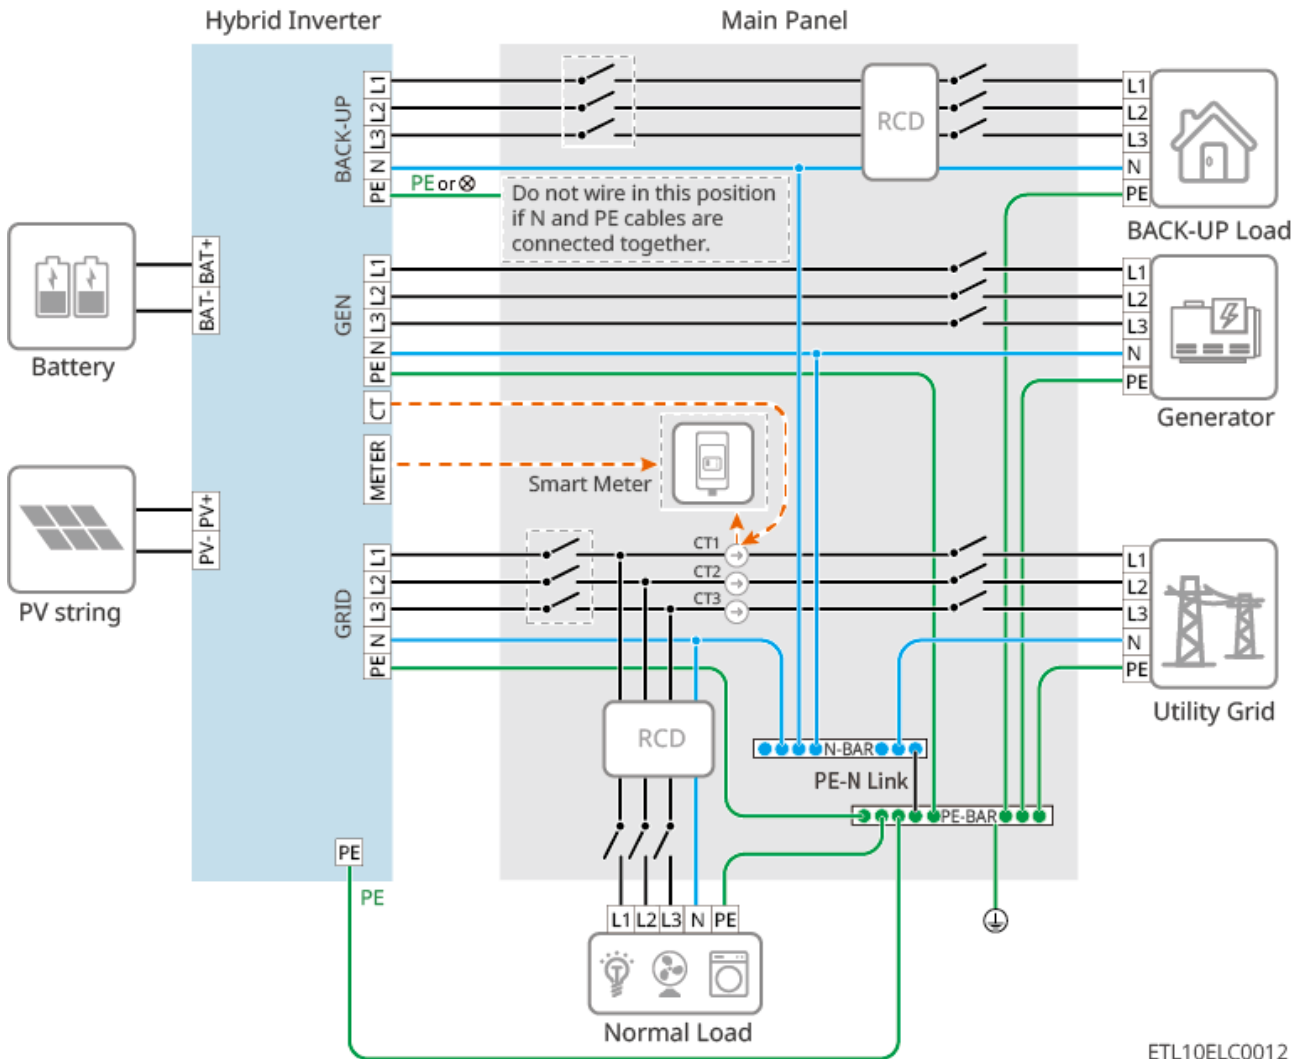 Hybrid Inverter
Main Panel
BACK-UP
L1
L2
L3
N
PE
PE or ⊗
Do not wire in this position
if N and PE cables are
connected together.
RCD
L1
L2
L3
N
PE
BACK-UP Load
BAT+
BAT-
Battery
GEN
L1
L2
L3
N
PE
L1
L2
L3
N
PE
Generator
CT
METER
Smart Meter
PV+
PV-
PV string
GRID
L1
L2
L3
N
PE
CT1
CT2
CT3
L1
L2
L3
N
PE
Utility Grid
RCD
N-BAR
PE-N Link
PE-BAR
PE
PE
L1
L2
L3
N
PE
Normal Load
ETL10ELC0012